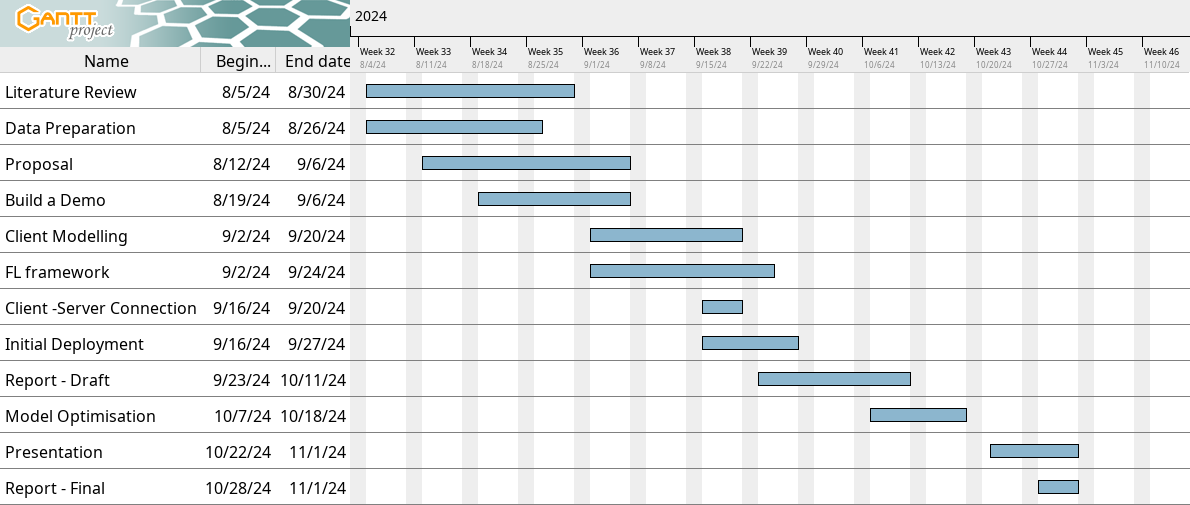 GANTT project
2024
Week 32 Week 33 Week 34 Week 35 Week 36 Week 37 Week 38 Week 39 Week 40 Week 41 Week 42 Week 43 Week 44 Week 45 Week 46
Name Begin... End date
8/4/24 8/11/24 8/18/24 8/25/24 9/1/24 9/8/24 9/15/24 9/22/24 9/29/24 10/6/24 10/13/24 10/20/24 10/27/24 11/3/24 11/10/24
Literature Review 8/5/24 8/30/24
Data Preparation 8/5/24 8/26/24
Proposal 8/12/24 9/6/24
Build a Demo 8/19/24 9/6/24
Client Modelling 9/2/24 9/20/24
FL framework 9/2/24 9/24/24
Client -Server Connection 9/16/24 9/20/24
Initial Deployment 9/16/24 9/27/24
Report - Draft 9/23/24 10/11/24
Model Optimisation 10/7/24 10/18/24
Presentation 10/22/24 11/1/24
Report - Final 10/28/24 11/1/24